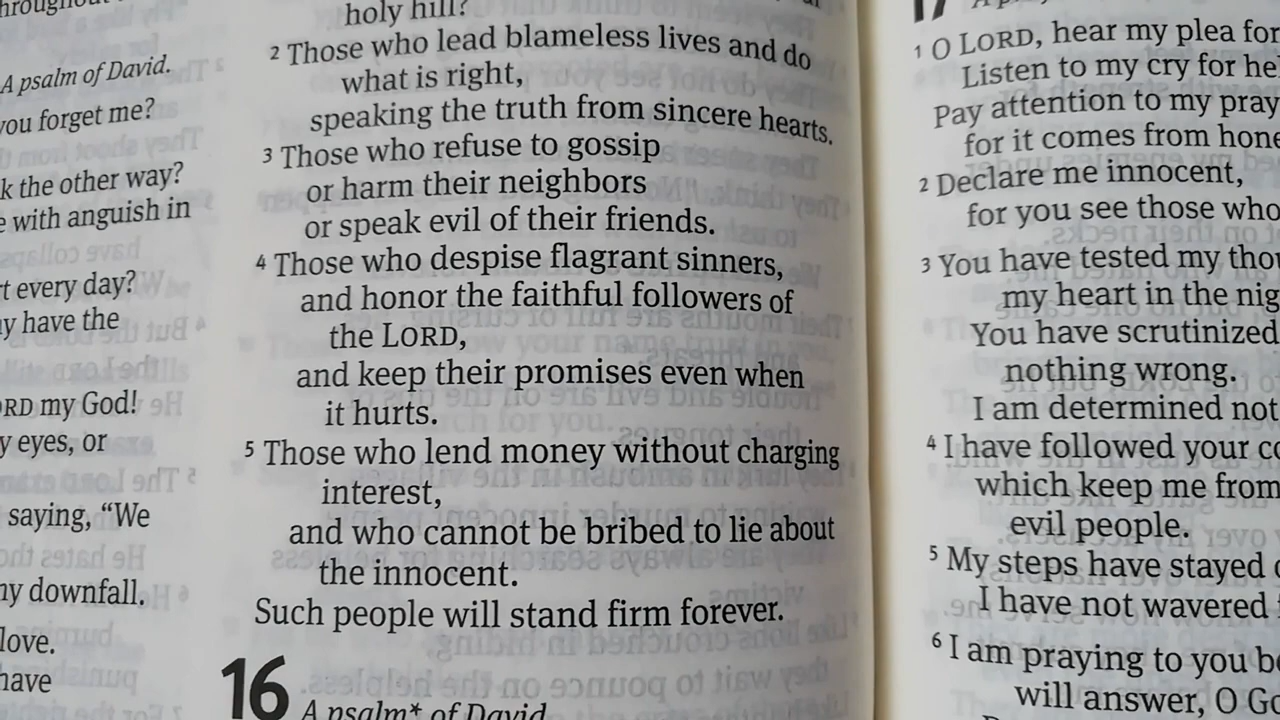 A psalm of David.
you forget me?
k the other way?
with anguish in
t every day?
have the
RD my God!
eyes, or
saying, “We
downfall.
love.
have
holy hill?
2 Those who lead blameless lives and do
what is right,
speaking the truth from sincere hearts.
3 Those who refuse to gossip
or harm their neighbors
or speak evil of their friends.
4 Those who despise flagrant sinners,
and honor the faithful followers of
the LORD,
and keep their promises even when
it hurts.
5 Those who lend money without charging
interest,
and who cannot be bribed to lie about
the innocent.
Such people will stand firm forever.
16 A psalm* of David.
17
1 O LORD, hear my plea for
Listen to my cry for hel
Pay attention to my pray
for it comes from hone
2 Declare me innocent,
for you see those who
3 You have tested my thou
my heart in the nig
You have scrutinized
nothing wrong.
I am determined not
4 I have followed your co
which keep me from
evil people.
5 My steps have stayed o
I have not wavered
6 I am praying to you be
will answer, O Go